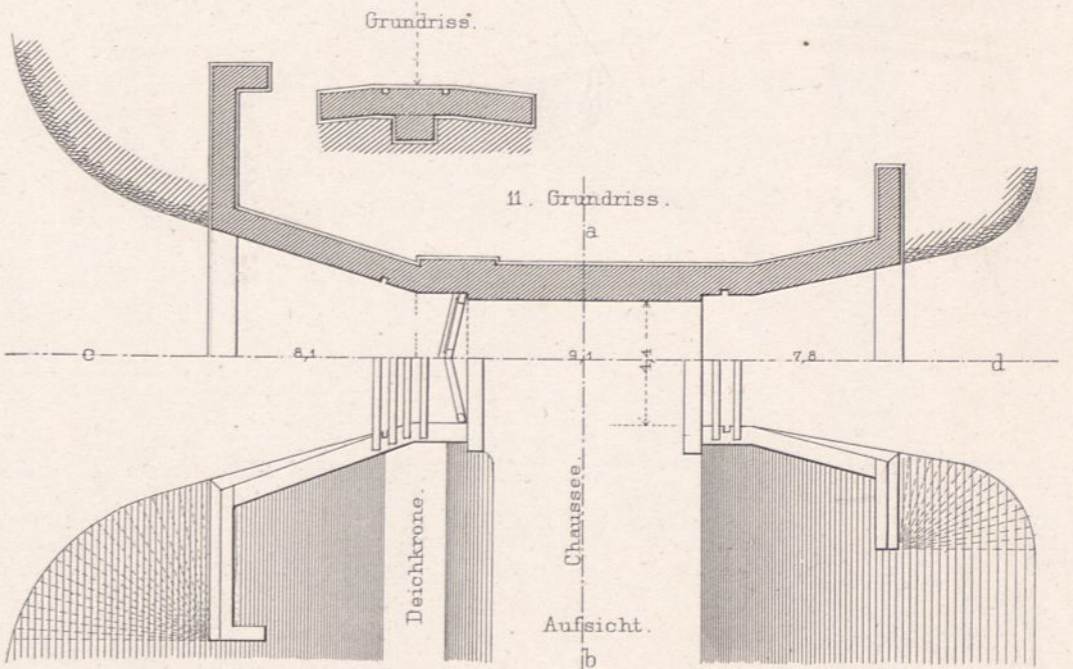 Grundriss.
11. Grundriss.
a
c
8,1
9,1
4,4
7,8
d
Deichkrone.
Chaussee.
Aufsicht.
b